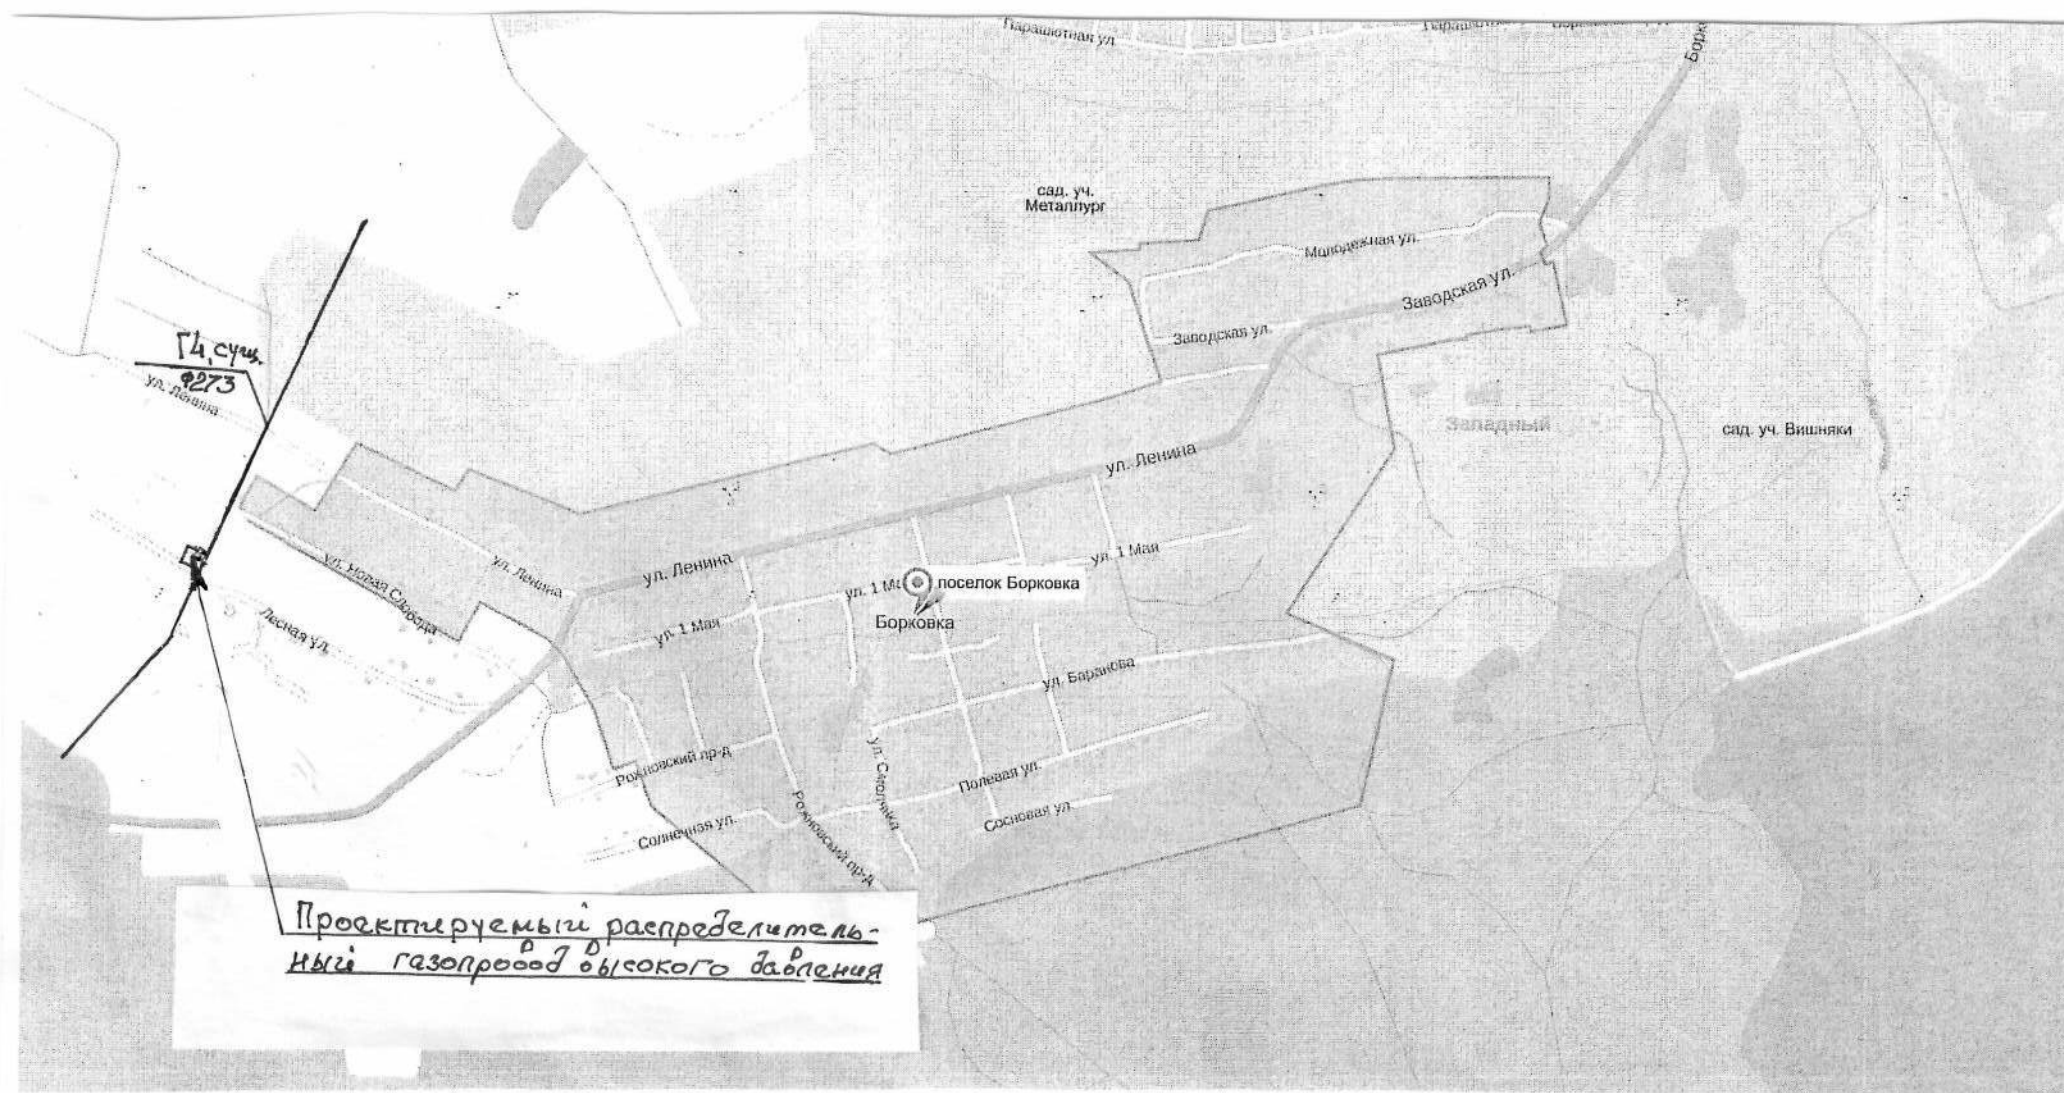 Парашютная ул
Борк
сад. уч.
Металлург
Молодежная ул.
Заводская ул.
Заводская ул.
Г4, сущ.
ф273
ул. Ленина
Западный
сад. уч. Вишняки
ул. Ленина
ул. Ленина
ул. Ленина
ул. Новая Слобода
ул. 1 Мая
ул. 1 Ма
поселок Борковка
Борковка
ул. 1 Мая
Лесная ул.
ул. Баранова
Рожновский пр-д
ул. Смолянка
Полевая ул.
Сосновая ул.
Солнечная ул.
Рожновский пр-д
Проектируемый распределитель-
ный газопровод высокого давления